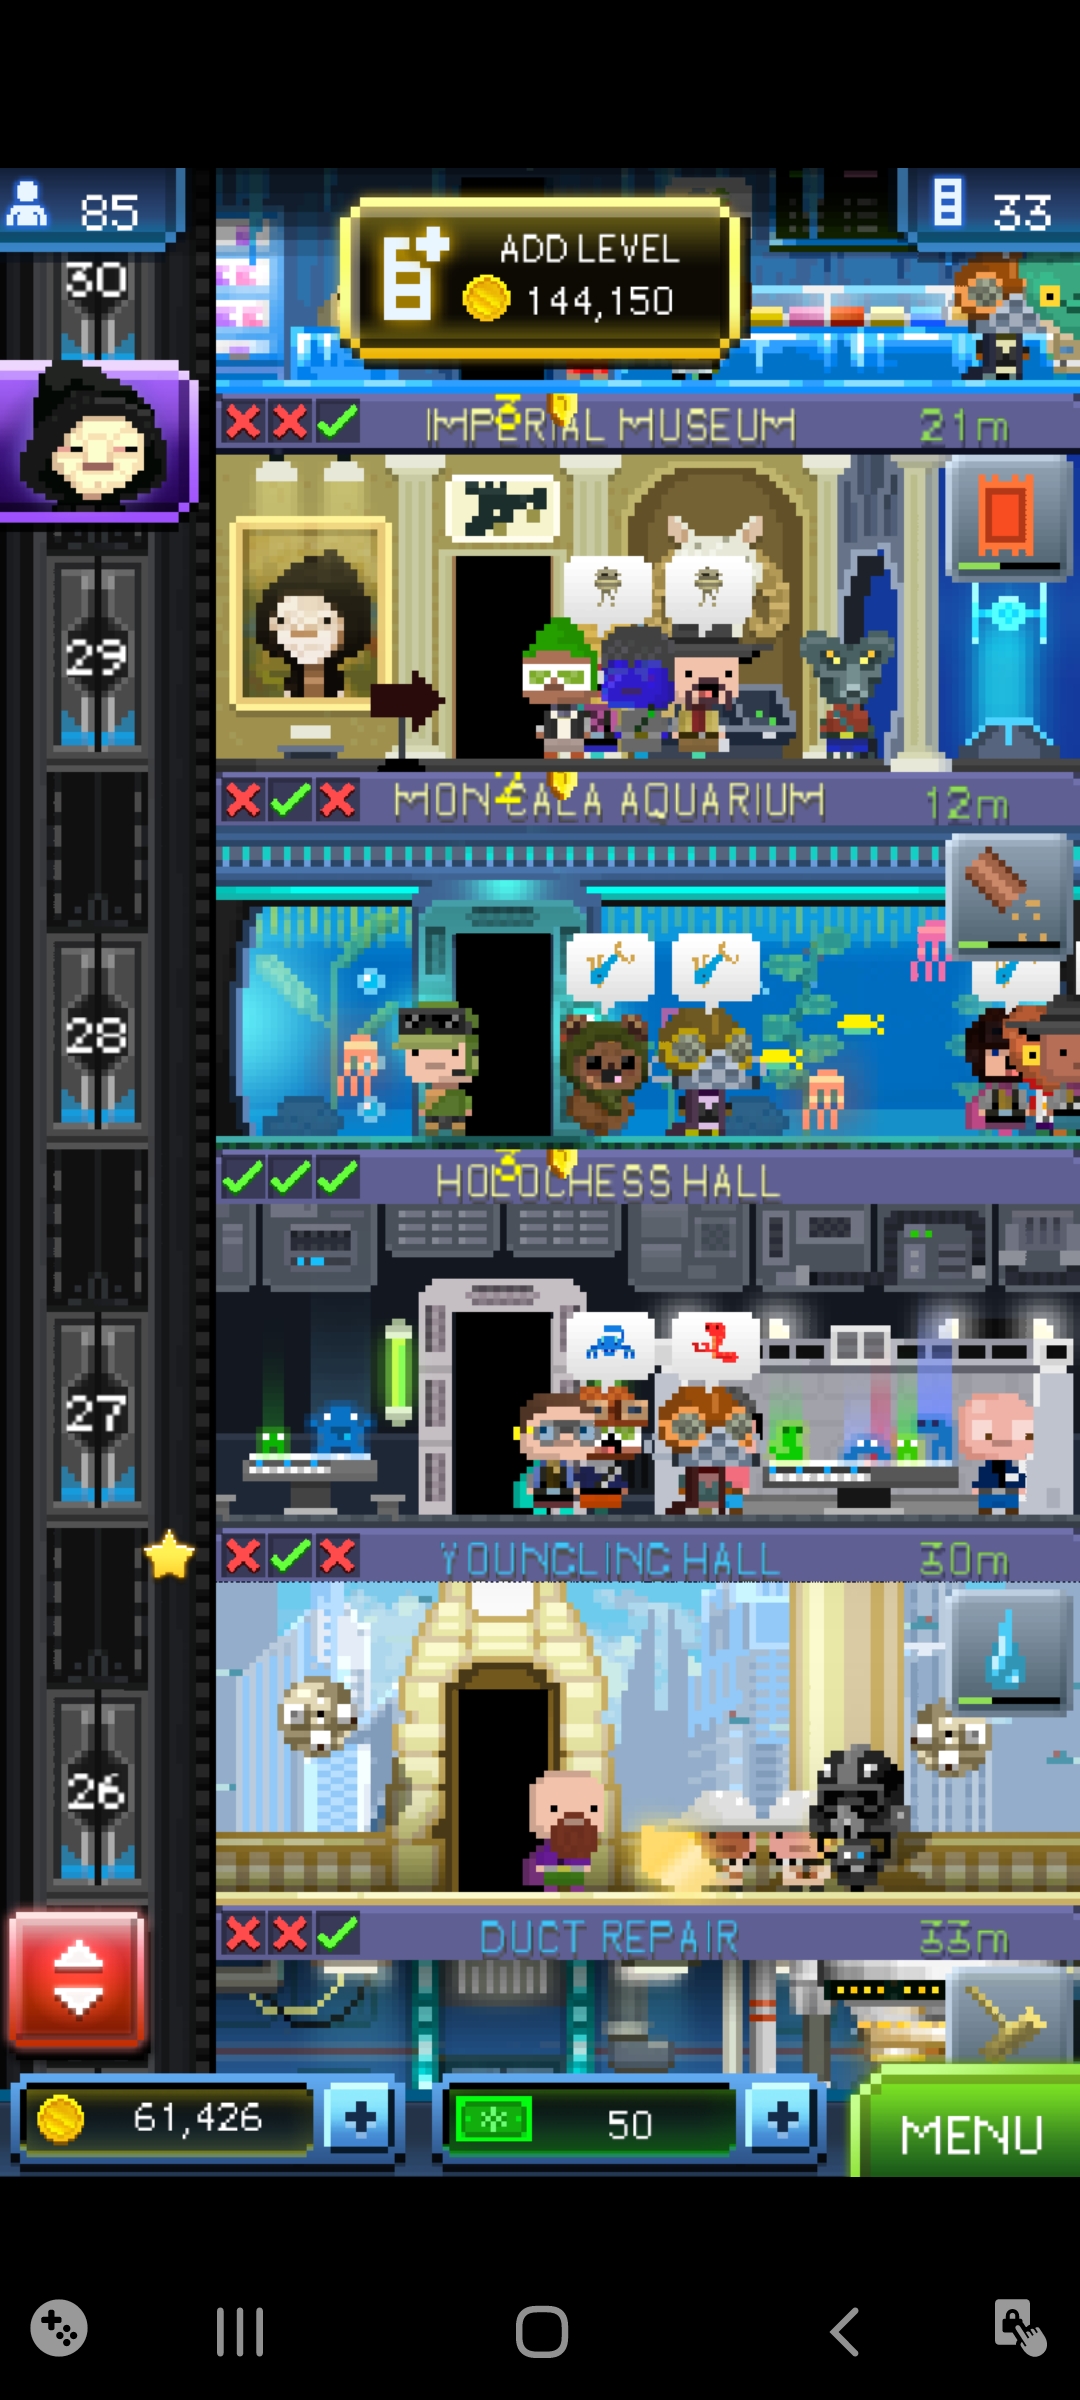 85
ADD LEVEL
144,150
33
30
IMPERIAL MUSEUM
21m
29
MON CALA AQUARIUM
12m
28
HOLOCHESS HALL
27
YOUNGLING HALL
30m
26
DUCT REPAIR
33m
61,426
50
MENU